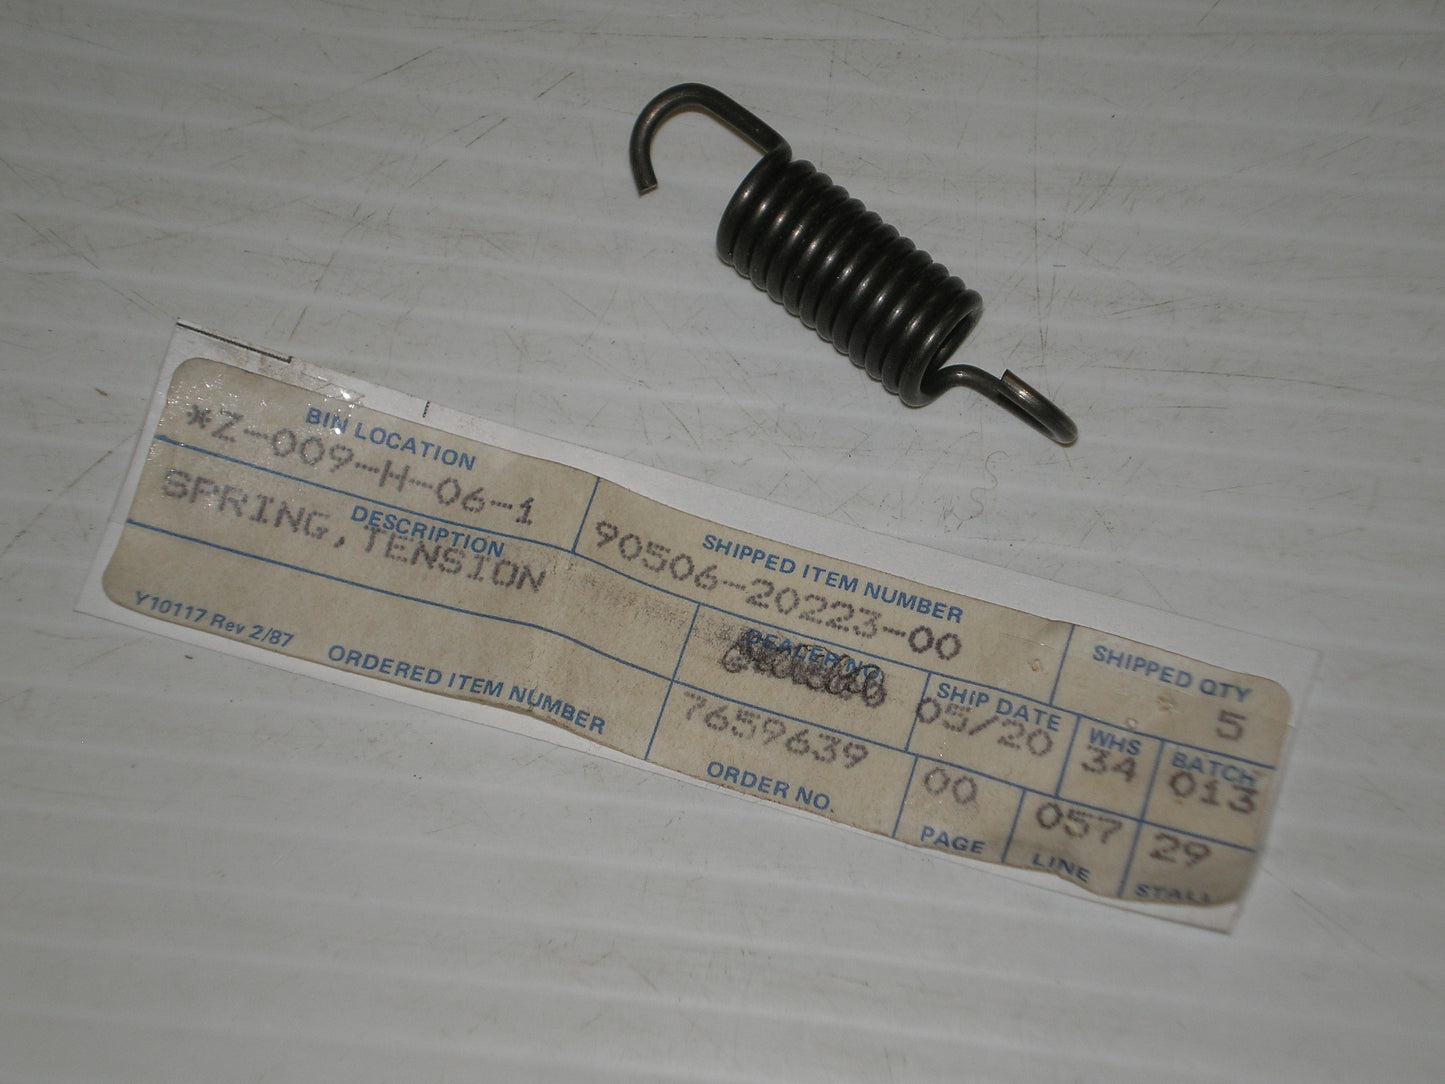 BIN LOCATION
*Z-009-H-06-1
SHIPPED ITEM NUMBER
90506-20223-00
SHIPPED QTY
5
DESCRIPTION
SPRING, TENSION
DEALER NO.
SHIP DATE
05/20
WHS
34
BATCH
013
7659639
ORDER NO.
00
PAGE
057
LINE
29
STALL
Y10117 Rev 2/87
ORDERED ITEM NUMBER